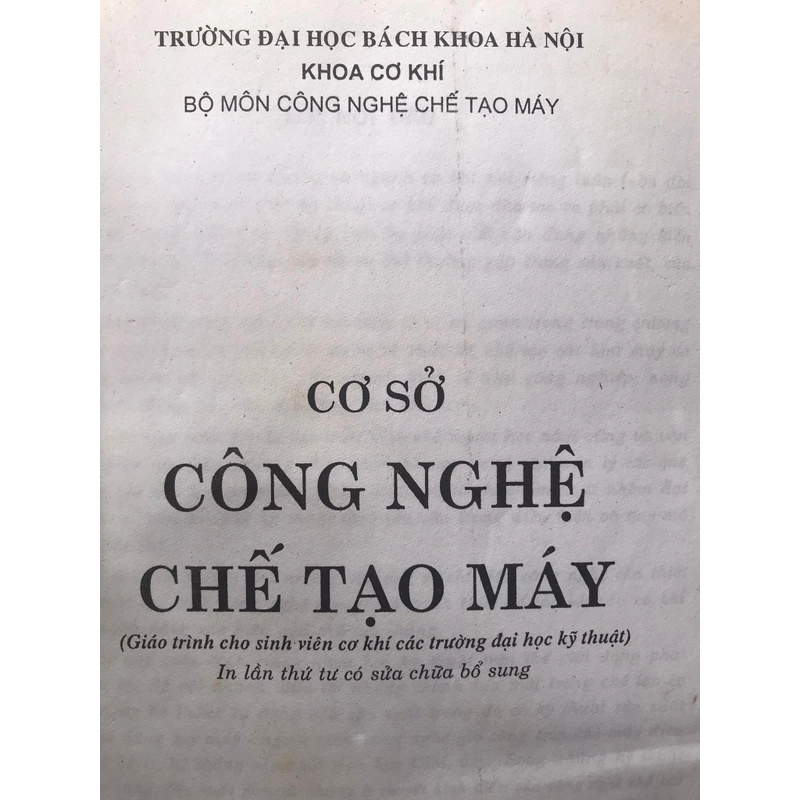 TRƯỜNG ĐẠI HỌC BÁCH KHOA HÀ NỘI
KHOA CƠ KHÍ
BỘ MÔN CÔNG NGHỆ CHẾ TẠO MÁY
CƠ SỞ
CÔNG NGHỆ
CHẾ TẠO MÁY
(Giáo trình cho sinh viên cơ khí các trường đại học kỹ thuật)
In lần thứ tư có sửa chữa bổ sung